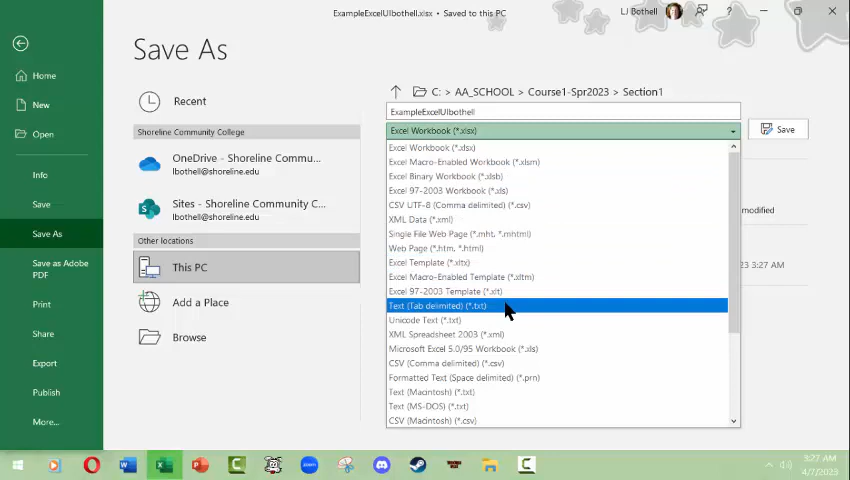 ExampleExcelUIbothell.xlsx • Saved to this PC
LJ Bothell
?
Save As
Home
New
Open
Info
Save
Save As
Save as Adobe
PDF
Print
Share
Export
Publish
More...
Recent
Shoreline Community College
OneDrive - Shoreline Commu...
lbothell@shoreline.edu
Sites - Shoreline Community C...
lbothell@shoreline.edu
Other locations
This PC
Add a Place
Browse
C: > AA_SCHOOL > Course1-Spr2023 > Section1
ExampleExcelUIbothell
Excel Workbook (*.xlsx)
Save
Excel Workbook (*.xlsx)
Excel Macro-Enabled Workbook (*.xlsm)
Excel Binary Workbook (*.xlsb)
Excel 97-2003 Workbook (*.xls)
CSV UTF-8 (Comma delimited) (*.csv)
XML Data (*.xml)
Single File Web Page (*.mht, *.mhtml)
Web Page (*.htm, *.html)
Excel Template (*.xltx)
Excel Macro-Enabled Template (*.xltm)
Excel 97-2003 Template (*.xlt)
Text (Tab delimited) (*.txt)
Unicode Text (*.txt)
XML Spreadsheet 2003 (*.xml)
Microsoft Excel 5.0/95 Workbook (*.xls)
CSV (Comma delimited) (*.csv)
Formatted Text (Space delimited) (*.prn)
Text (Macintosh) (*.txt)
Text (MS-DOS) (*.txt)
CSV (Macintosh) (*.csv)
modified
3:27 AM
3:27 AM
4/7/2023